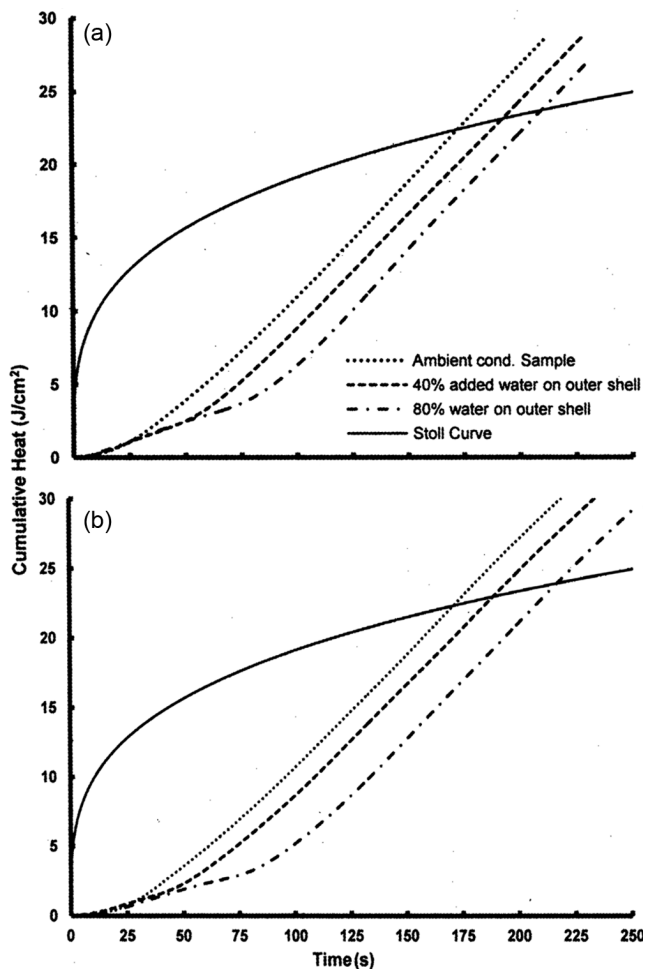 (a)
30
25
20
15
10
5
0
Ambient cond. Sample
40% added water on outer shell
80% water on outer shell
Stoll Curve
Cumulative Heat (J/cm²)
(b)
30
25
20
15
10
5
0
0 25 50 75 100 125 150 175 200 225 250
Time (s)